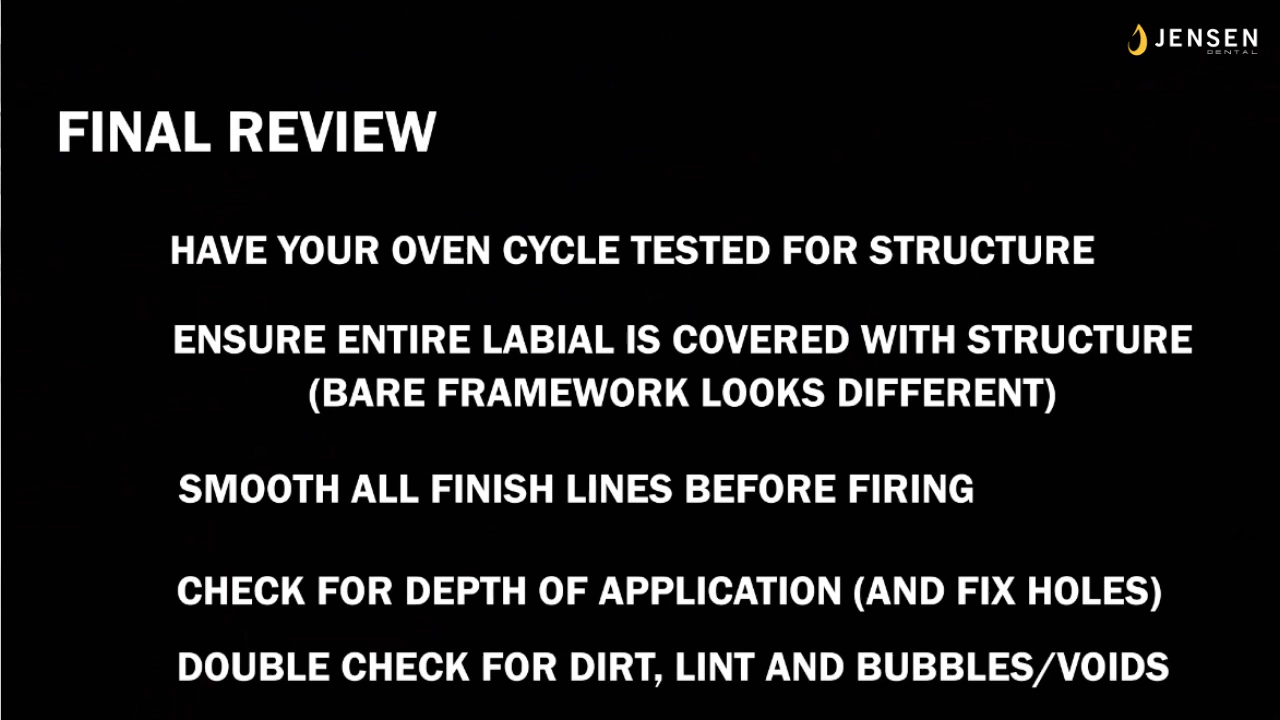 JENSEN
DENTAL
FINAL REVIEW
HAVE YOUR OVEN CYCLE TESTED FOR STRUCTURE
ENSURE ENTIRE LABIAL IS COVERED WITH STRUCTURE
(BARE FRAMEWORK LOOKS DIFFERENT)
SMOOTH ALL FINISH LINES BEFORE FIRING
CHECK FOR DEPTH OF APPLICATION (AND FIX HOLES)
DOUBLE CHECK FOR DIRT, LINT AND BUBBLES/VOIDS